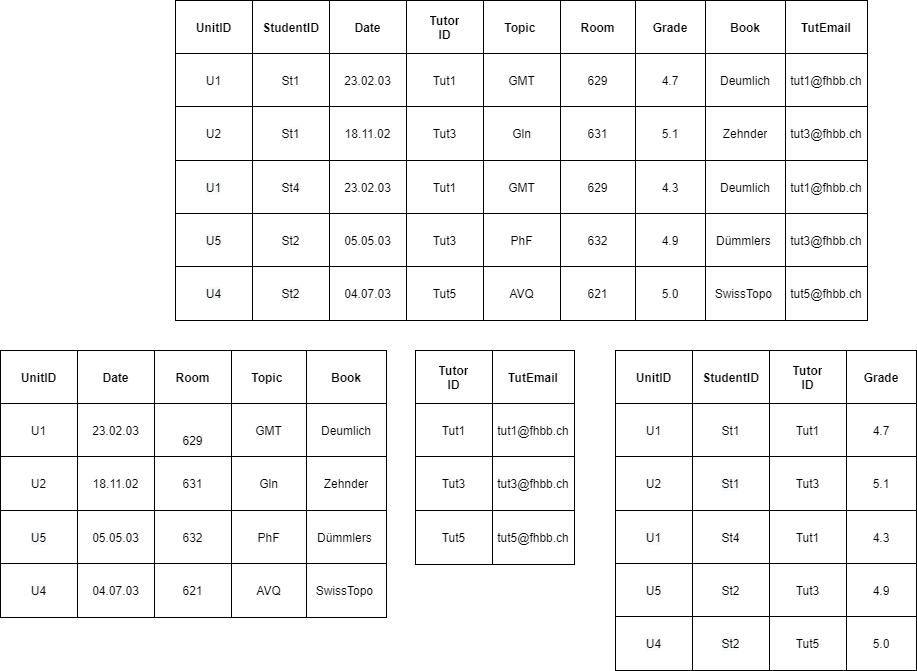 UnitID StudentID Date Tutor ID Topic Room Grade Book TutEmail
U1 St1 23.02.03 Tut1 GMT 629 4.7 Deumlich tut1@fhbb.ch
U2 St1 18.11.02 Tut3 GIn 631 5.1 Zehnder tut3@fhbb.ch
U1 St4 23.02.03 Tut1 GMT 629 4.3 Deumlich tut1@fhbb.ch
U5 St2 05.05.03 Tut3 PhF 632 4.9 Dümmlers tut3@fhbb.ch
U4 St2 04.07.03 Tut5 AVQ 621 5.0 SwissTopo tut5@fhbb.ch
UnitID Date Room Topic Book
U1 23.02.03 629 GMT Deumlich
U2 18.11.02 631 GIn Zehnder
U5 05.05.03 632 PhF Dümmlers
U4 04.07.03 621 AVQ SwissTopo
Tutor ID TutEmail
Tut1 tut1@fhbb.ch
Tut3 tut3@fhbb.ch
Tut5 tut5@fhbb.ch
UnitID StudentID Tutor ID Grade
U1 St1 Tut1 4.7
U2 St1 Tut3 5.1
U1 St4 Tut1 4.3
U5 St2 Tut3 4.9
U4 St2 Tut5 5.0